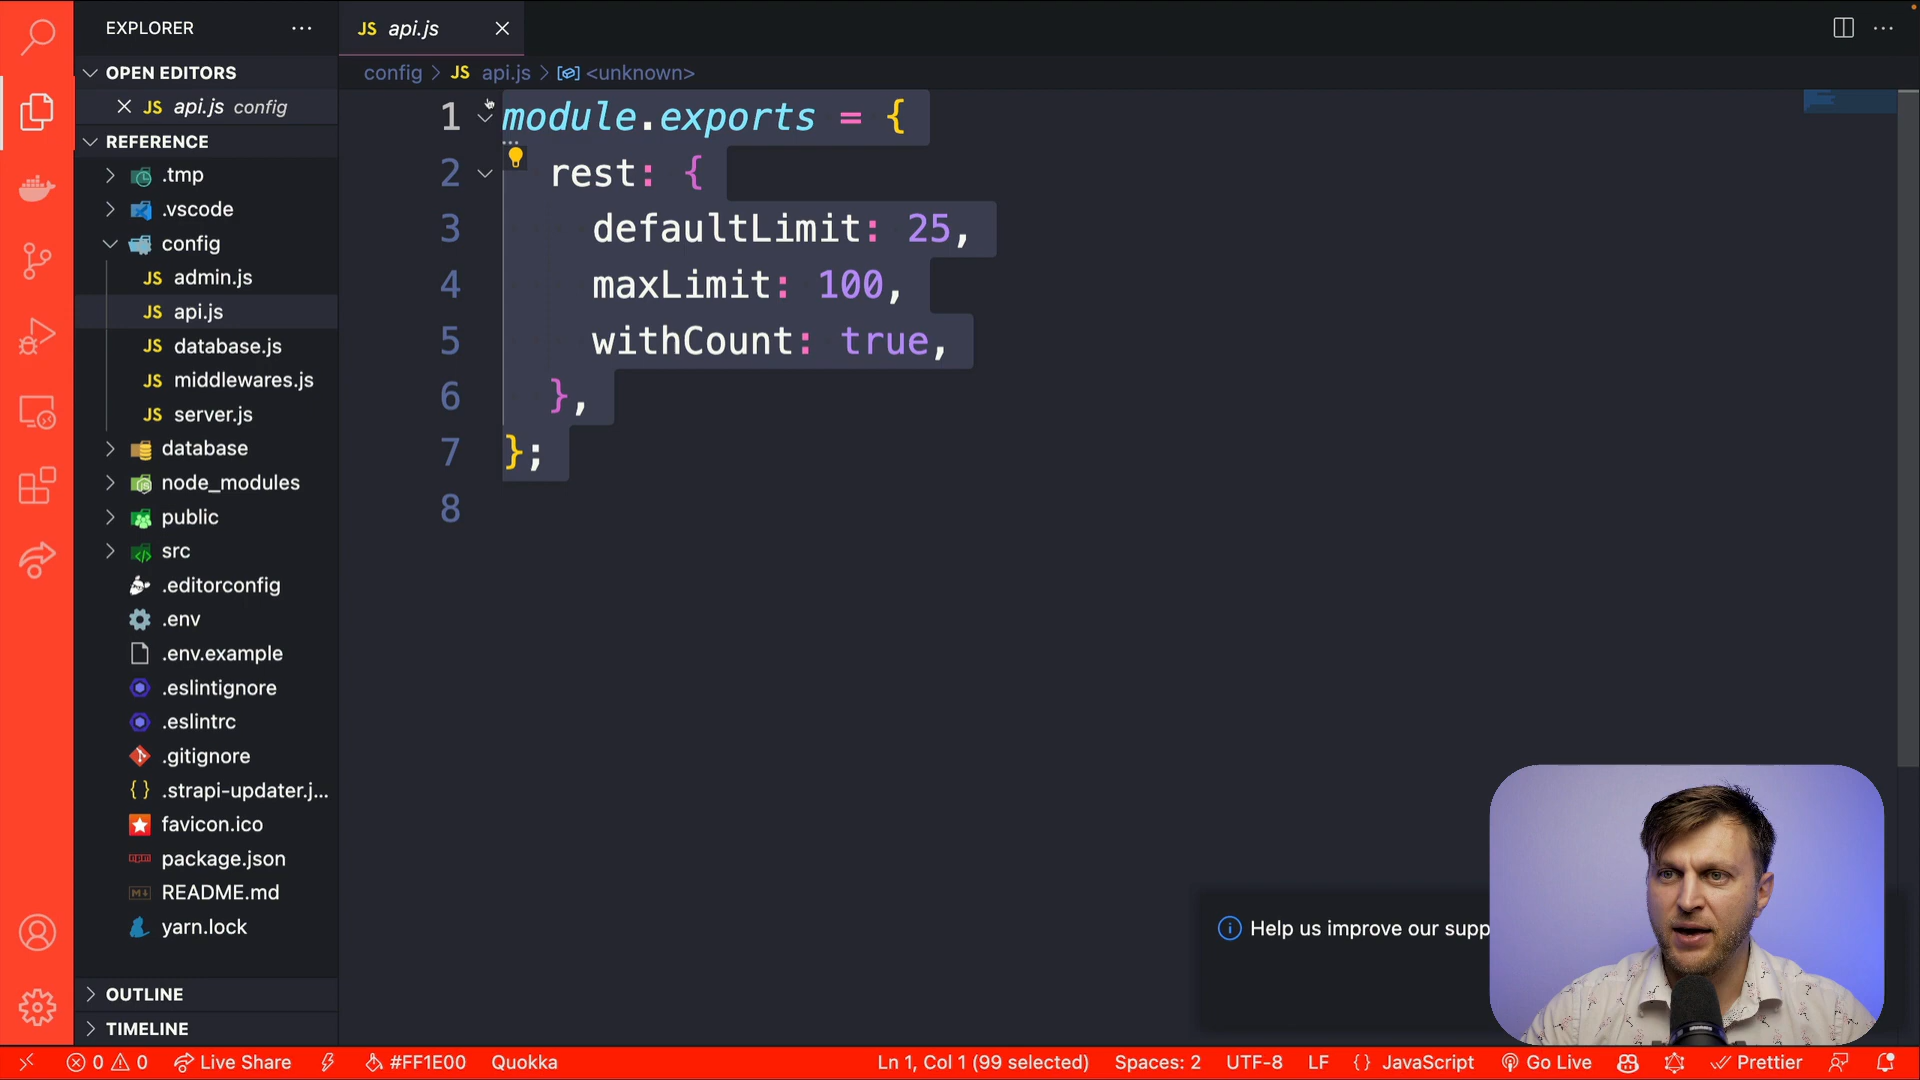 EXPLORER
OPEN EDITORS
JS api.js config
REFERENCE
.tmp
.vscode
config
JS admin.js
JS api.js
JS database.js
JS middlewares.js
JS server.js
database
node_modules
public
src
.editorconfig
.env
.env.example
.eslintignore
.eslintrc
.gitignore
{} .strapi-updater.j...
favicon.ico
package.json
README.md
yarn.lock
OUTLINE
TIMELINE
JS api.js
config > JS api.js > <unknown>
1 module.exports = {
2 rest: {
3 defaultLimit: 25,
4 maxLimit: 100,
5 withCount: true,
6 },
7 };
8
Help us improve our supp
0 0 Live Share #FF1E00 Quokka Ln 1, Col 1 (99 selected) Spaces: 2 UTF-8 LF {} JavaScript Go Live Prettier